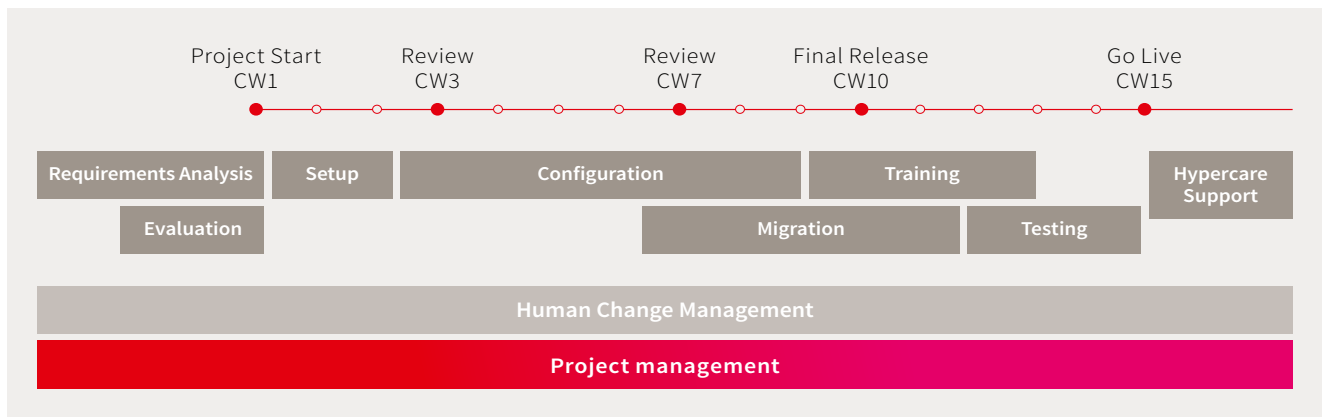 Project Start
CW1
Review
CW3
Review
CW7
Final Release
CW10
Go Live
CW15
Requirements Analysis
Setup
Configuration
Training
Hypercare
Support
Evaluation
Migration
Testing
Human Change Management
Project management